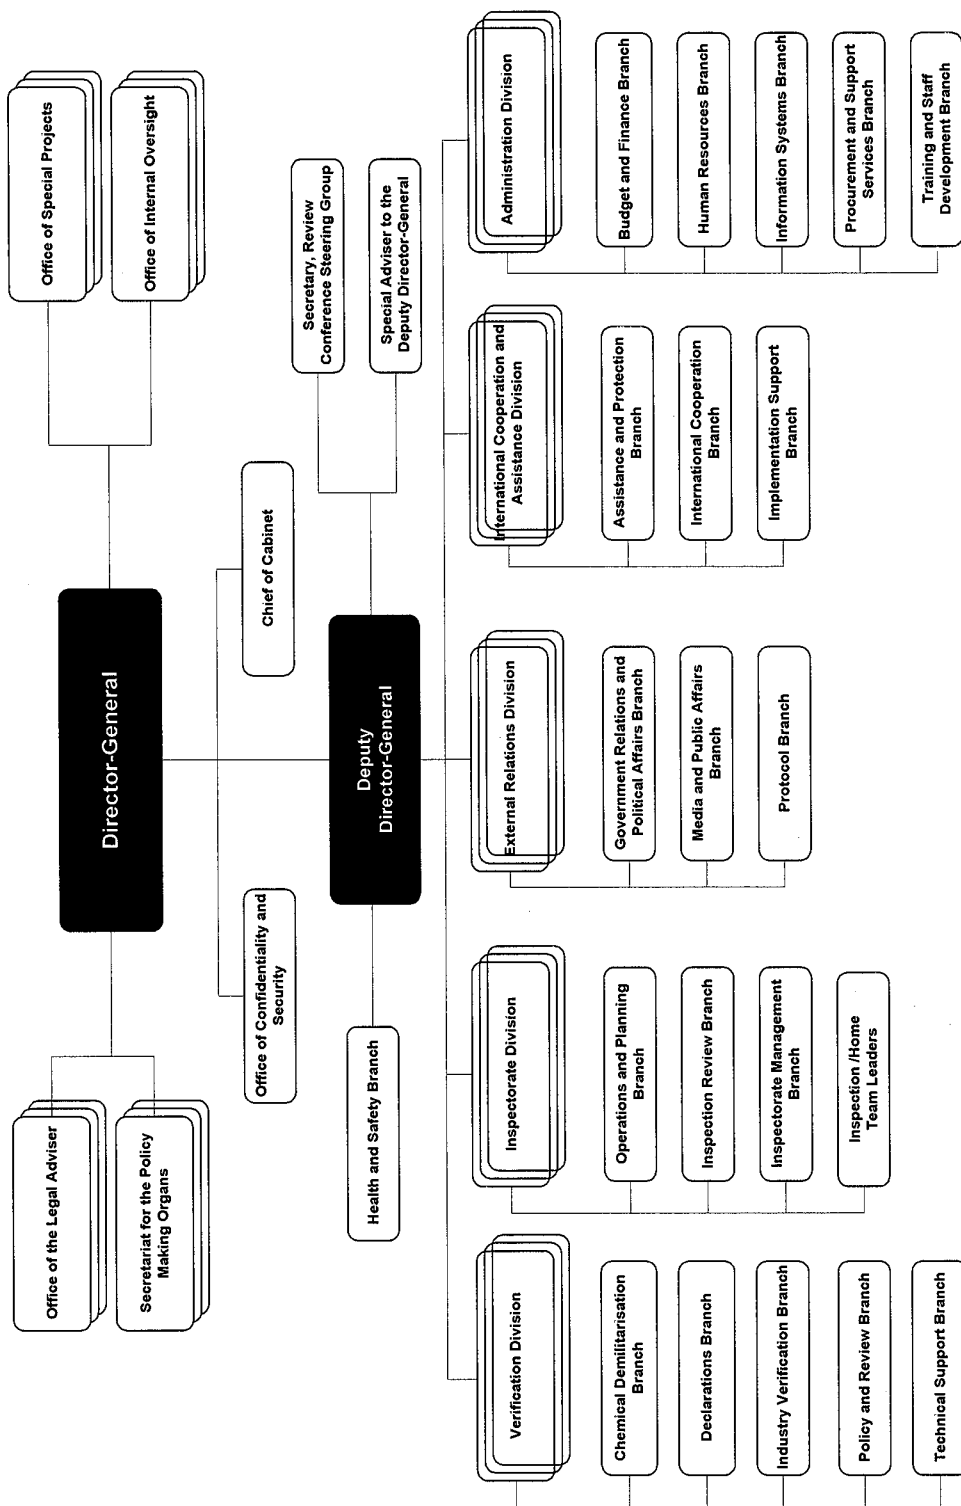 Office of the Legal Adviser
Secretariat for the Policy
Making Organs
Director-General
Office of Special Projects
Office of Internal Oversight
Office of Confidentiality and
Security
Chief of Cabinet
Health and Safety Branch
Deputy
Director-General
Secretary, Review
Conference Steering Group
Special Adviser to the
Deputy Director-General
Verification Division
Chemical Demilitarisation
Branch
Declarations Branch
Industry Verification Branch
Policy and Review Branch
Technical Support Branch
Inspectorate Division
Operations and Planning
Branch
Inspection Review Branch
Inspectorate Management
Branch
Inspection /Home
Team Leaders
External Relations Division
Government Relations and
Political Affairs Branch
Media and Public Affairs
Branch
Protocol Branch
International Cooperation and
Assistance Division
Assistance and Protection
Branch
International Cooperation
Branch
Implementation Support
Branch
Administration Division
Budget and Finance Branch
Human Resources Branch
Information Systems Branch
Procurement and Support
Services Branch
Training and Staff
Development Branch